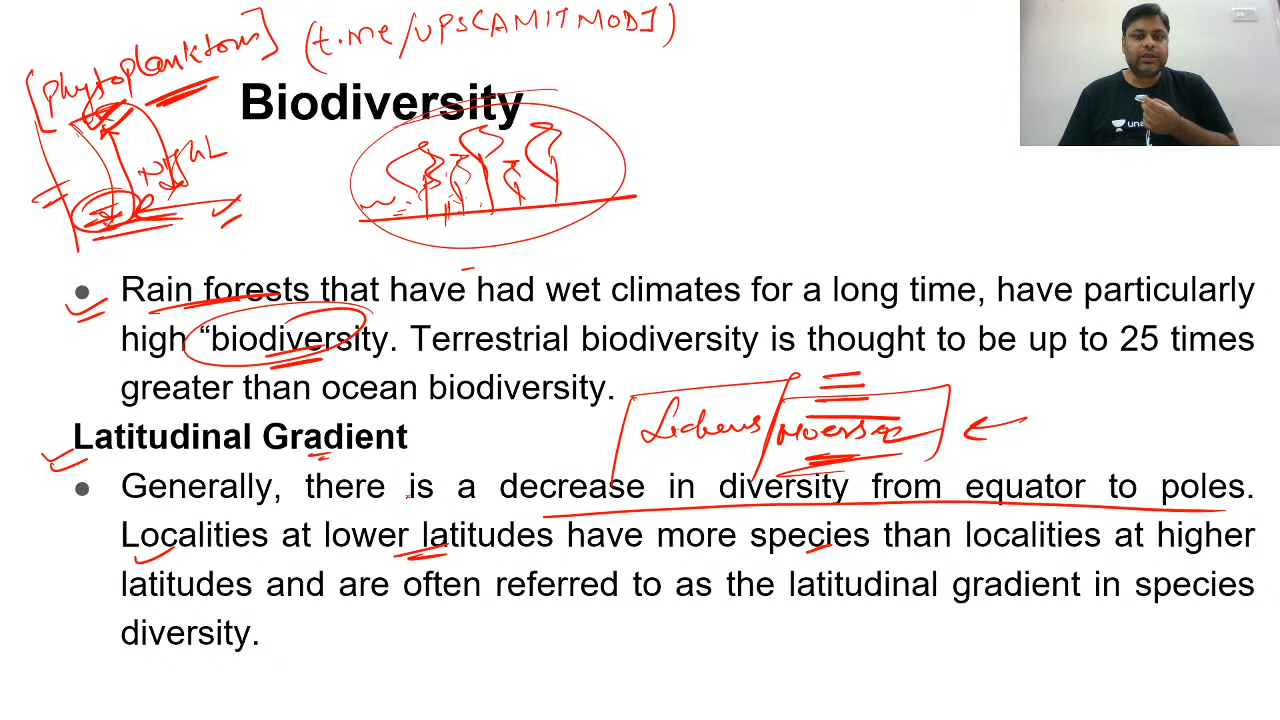 [Phytoplanktons] (t.me/UPSCAMITMODI)
Biodiversity
una
Rain forests that have had wet climates for a long time, have particularly
high “biodiversity. Terrestrial biodiversity is thought to be up to 25 times
greater than ocean biodiversity.
Lichens/
Latitudinal Gradient
Generally, there is a decrease in diversity from equator to poles.
Localities at lower latitudes have more species than localities at higher
latitudes and are often referred to as the latitudinal gradient in species
diversity.